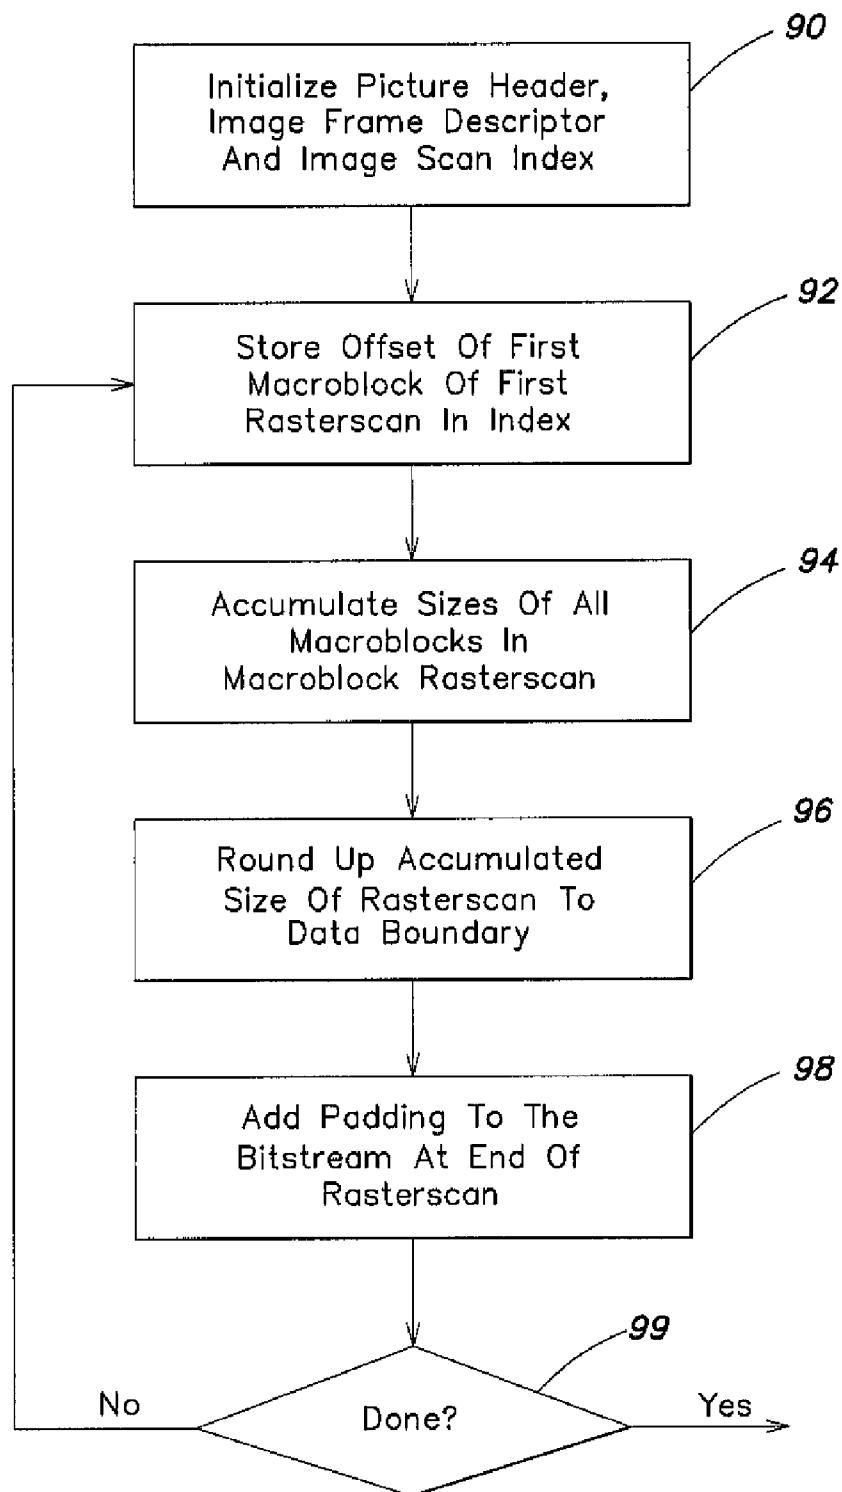 90
Initialize Picture Header,
Image Frame Descriptor
And Image Scan Index
92
Store Offset Of First
Macroblock Of First
Rasterscan In Index
94
Accumulate Sizes Of All
Macroblocks In
Macroblock Rasterscan
96
Round Up Accumulated
Size Of Rasterscan To
Data Boundary
98
Add Padding To The
Bitstream At End Of
Rasterscan
99
No
Done?
Yes